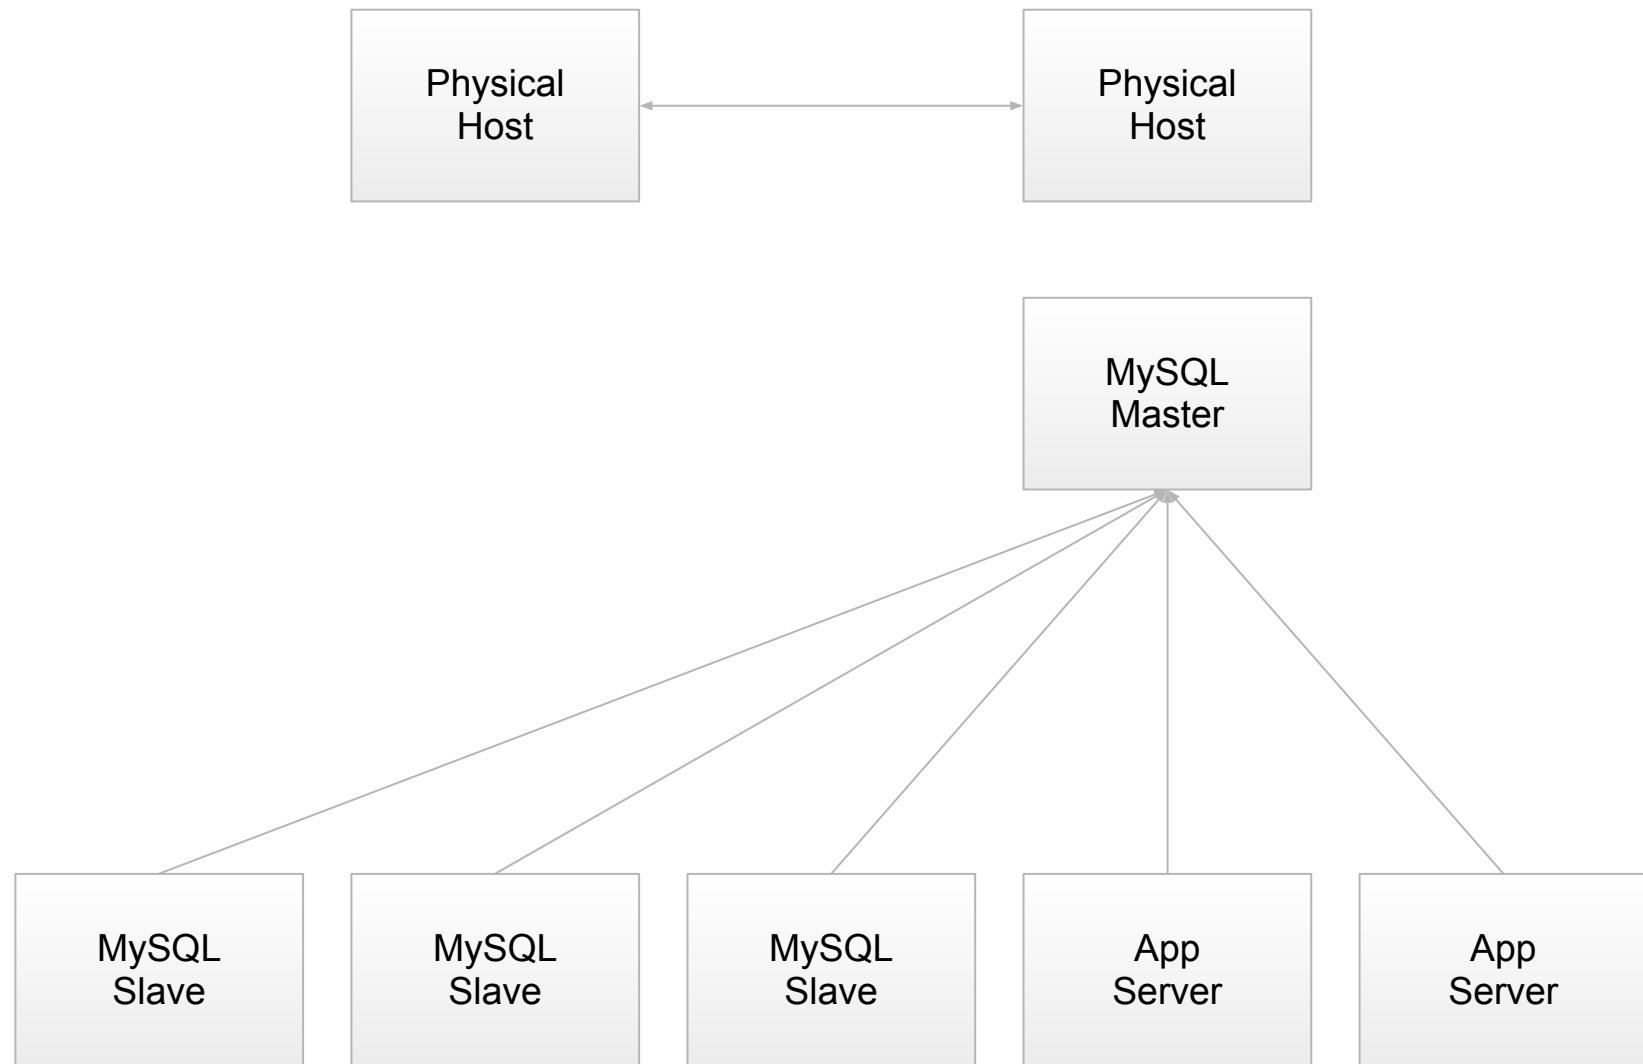 Physical
Host
Physical
Host
MySQL
Master
MySQL
Slave
MySQL
Slave
MySQL
Slave
App
Server
App
Server